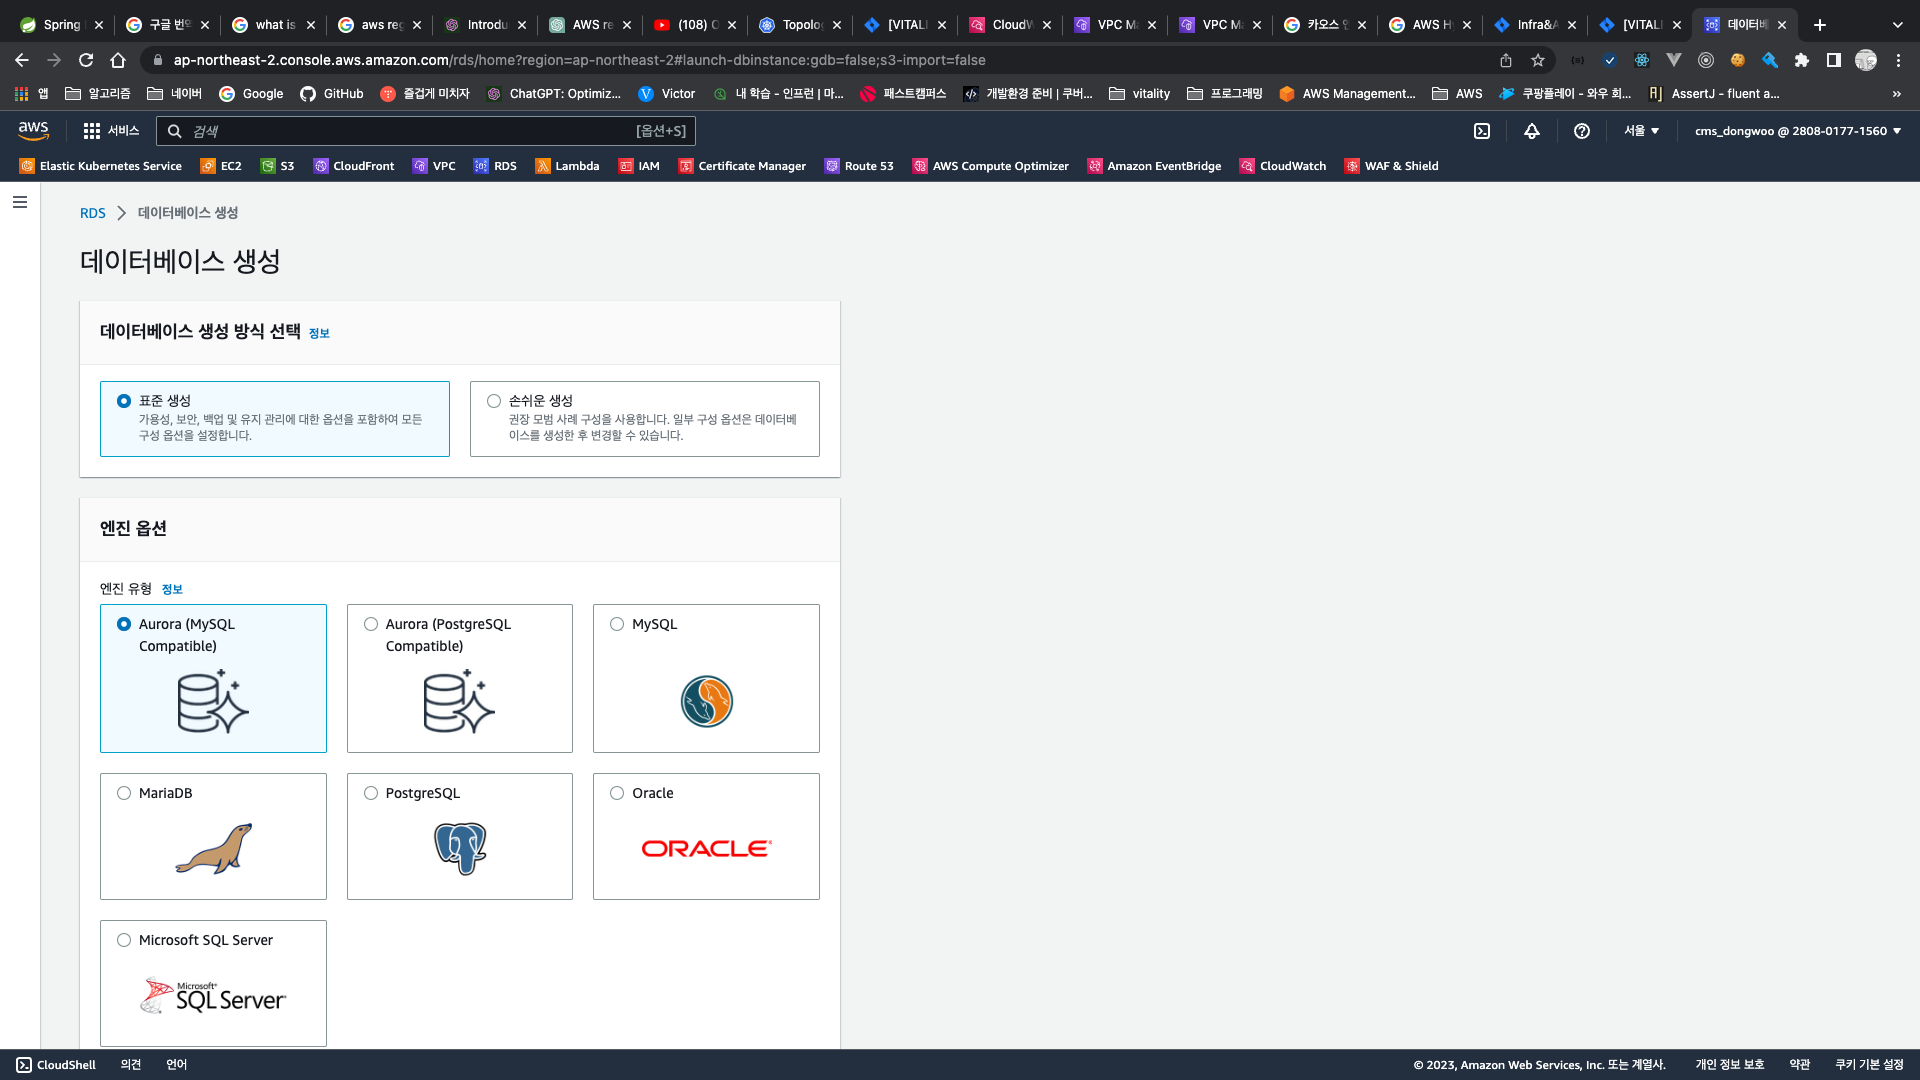 Spring
구글 번역
what is
aws reg
Introdu
AWS re
(108) C
Topolog
[VITALI
CloudW
VPC Ma
VPC Ma
카오스 엔
AWS Hy
Infra&A
[VITALI
데이터베
ap-northeast-2.console.aws.amazon.com/rds/home?region=ap-northeast-2#launch-dbinstance:gdb=false;s3-import=false
앱
알고리즘
네이버
Google
GitHub
즐겁게 미치자
ChatGPT: Optimiz...
Victor
내 학습 - 인프런 | 마...
패스트캠퍼스
개발환경 준비 | 쿠버...
vitality
프로그래밍
AWS Management...
AWS
쿠팡플레이 - 와우 회...
AssertJ - fluent a...
»
aws
서비스
검색
[옵션+S]
서울 ▼
cms_dongwoo @ 2808-0177-1560 ▼
Elastic Kubernetes Service
EC2
S3
CloudFront
VPC
RDS
Lambda
IAM
Certificate Manager
Route 53
AWS Compute Optimizer
Amazon EventBridge
CloudWatch
WAF & Shield
RDS > 데이터베이스 생성
데이터베이스 생성
데이터베이스 생성 방식 선택 정보
표준 생성
가용성, 보안, 백업 및 유지 관리에 대한 옵션을 포함하여 모든
구성 옵션을 설정합니다.
손쉬운 생성
권장 모범 사례 구성을 사용합니다. 일부 구성 옵션은 데이터베
이스를 생성한 후 변경할 수 있습니다.
엔진 옵션
엔진 유형 정보
Aurora (MySQL
Compatible)
Aurora (PostgreSQL
Compatible)
MySQL
MariaDB
PostgreSQL
Oracle
ORACLE
Microsoft SQL Server
Microsoft
SQL Server
CloudShell
의견
언어
© 2023, Amazon Web Services, Inc. 또는 계열사.
개인 정보 보호
약관
쿠키 기본 설정